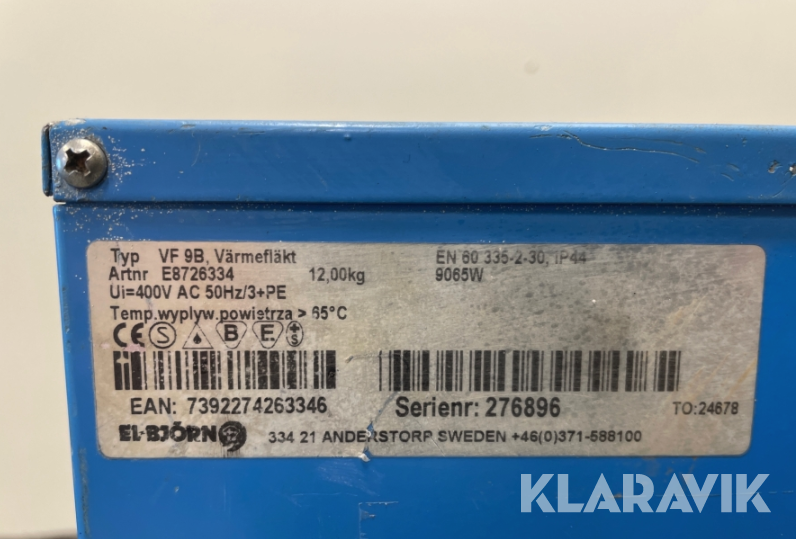 Typ VF 9B, Värmefläkt EN 60 335-2-30, IP44
Artnr E8726334 12,00kg 9065W
Ui=400V AC 50Hz/3+PE
Temp.wyplyw.powietrza > 65°C
CE S B E +S
EAN: 7392274263346 Serienr: 276896 TO:24678
EL-BJÖRN 334 21 ANDERSTORP SWEDEN +46(0)371-588100
KLARAVIK